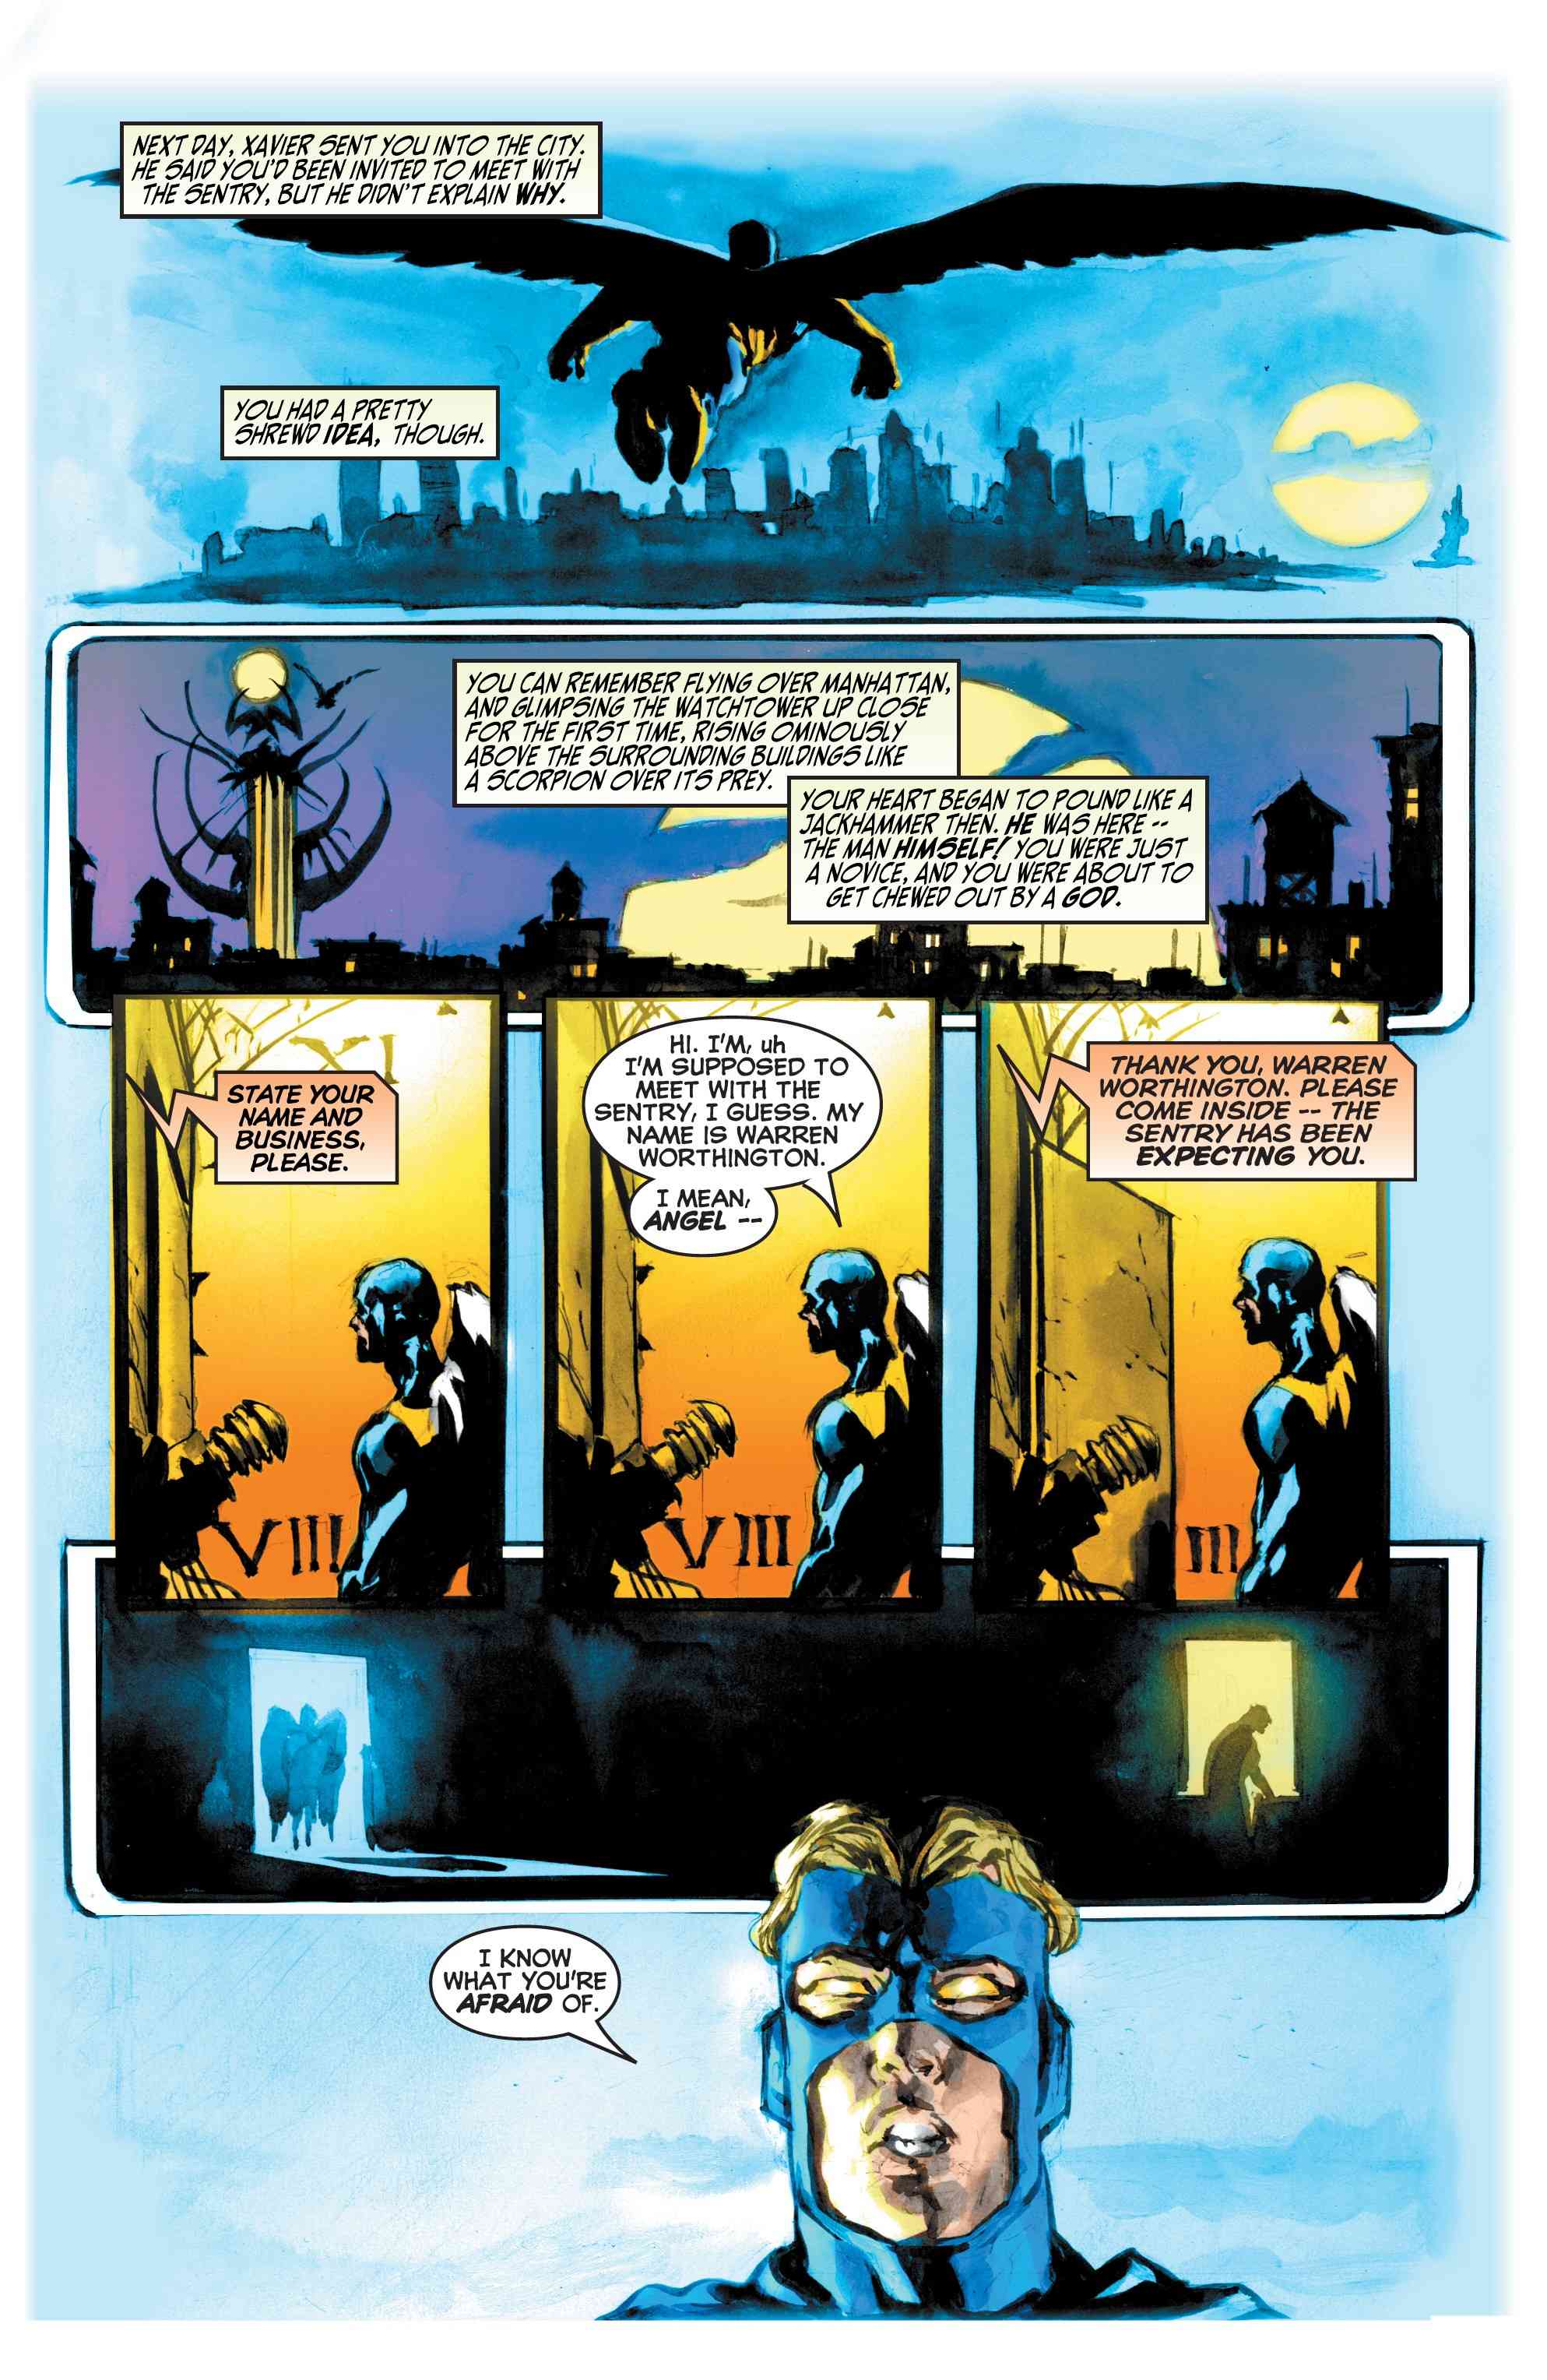 NEXT DAY, XAVIER SENT YOU INTO THE CITY.
HE SAID YOU'D BEEN INVITED TO MEET WITH
THE SENTRY, BUT HE DIDN'T EXPLAIN WHY.
YOU HAD A PRETTY
SHREWD IDEA, THOUGH.
YOU CAN REMEMBER FLYING OVER MANHATTAN,
AND GLIMPSING THE WATCHTOWER UP CLOSE
FOR THE FIRST TIME, RISING OMINOUSLY
ABOVE THE SURROUNDING BUILDINGS LIKE
A SCORPION OVER ITS PREY.
YOUR HEART BEGAN TO POUND LIKE A
JACKHAMMER THEN. HE WAS HERE --
THE MAN HIMSELF! YOU WERE JUST
A NOVICE, AND YOU WERE ABOUT TO
GET CHEWED OUT BY A GOD.
XI
STATE YOUR
NAME AND
BUSINESS,
PLEASE.
VIII
HI. I'M, uh
I'M SUPPOSED TO
MEET WITH THE
SENTRY, I GUESS. MY
NAME IS WARREN
WORTHINGTON.
I MEAN,
ANGEL --
VIII
THANK YOU, WARREN
WORTHINGTON. PLEASE
COME INSIDE -- THE
SENTRY HAS BEEN
EXPECTING YOU.
III
I KNOW
WHAT YOU'RE
AFRAID OF.